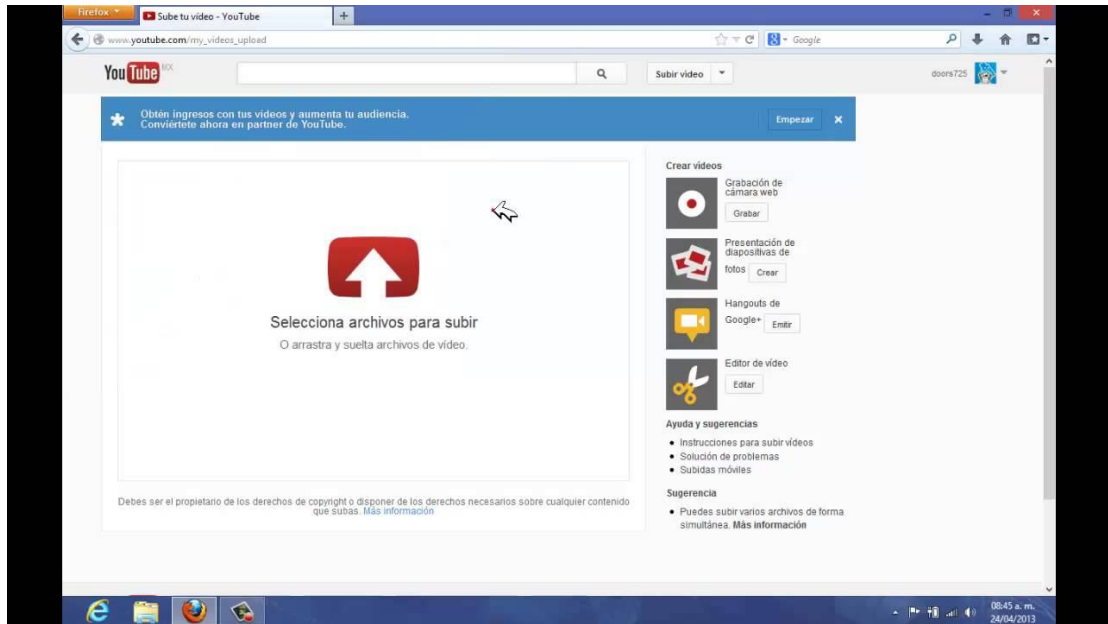 Firefox
Sube tu vídeo - YouTube
www.youtube.com/my_videos_upload
Google
YouTube MX
Subir video
doors725
Obtén ingresos con tus videos y aumenta tu audiencia.
Conviértete ahora en partner de YouTube.
Empezar
Selecciona archivos para subir
O arrastra y suelta archivos de vídeo.
Debes ser el propietario de los derechos de copyright o disponer de los derechos necesarios sobre cualquier contenido
que subas. Más información
Crear vídeos
Grabación de
cámara web
Grabar
Presentación de
diapositivas de
fotos Crear
Hangouts de
Google+ Emitir
Editor de vídeo
Editar
Ayuda y sugerencias
Instrucciones para subir vídeos
Solución de problemas
Subidas móviles
Sugerencia
Puedes subir varios archivos de forma
simultánea. Más información
08:45 a. m.
24/04/2013